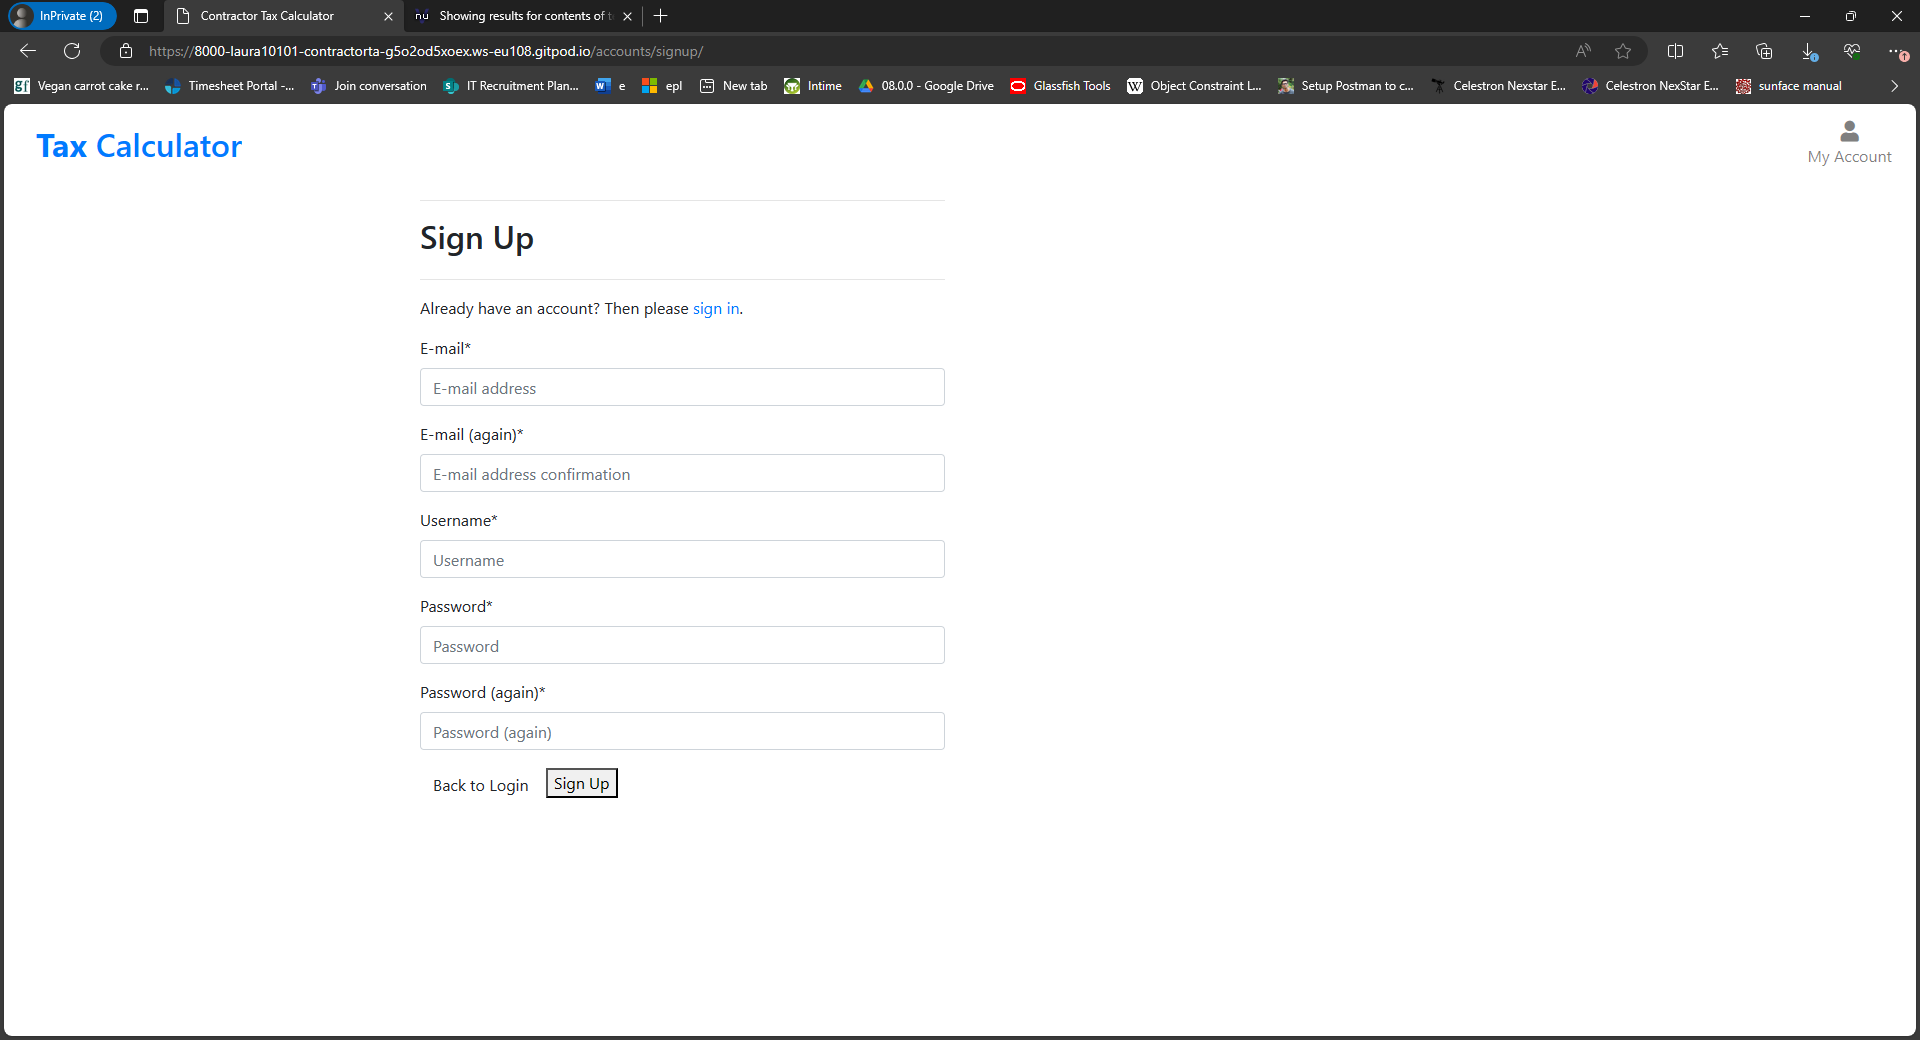 InPrivate (2)
Contractor Tax Calculator
nu
Showing results for contents of t
https://8000-laura10101-contractorta-g5o2od5xoex.ws-eu108.gitpod.io/accounts/signup/
gf Vegan carrot cake r...
Timesheet Portal -...
Join conversation
IT Recruitment Plan...
e
epl
New tab
Intime
08.0.0 - Google Drive
Glassfish Tools
W Object Constraint L...
Setup Postman to c...
Celestron Nexstar E...
Celestron NexStar E...
sunface manual
Tax Calculator
My Account
Sign Up
Already have an account? Then please sign in.
E-mail*
E-mail address
E-mail (again)*
E-mail address confirmation
Username*
Username
Password*
Password
Password (again)*
Password (again)
Back to Login
Sign Up